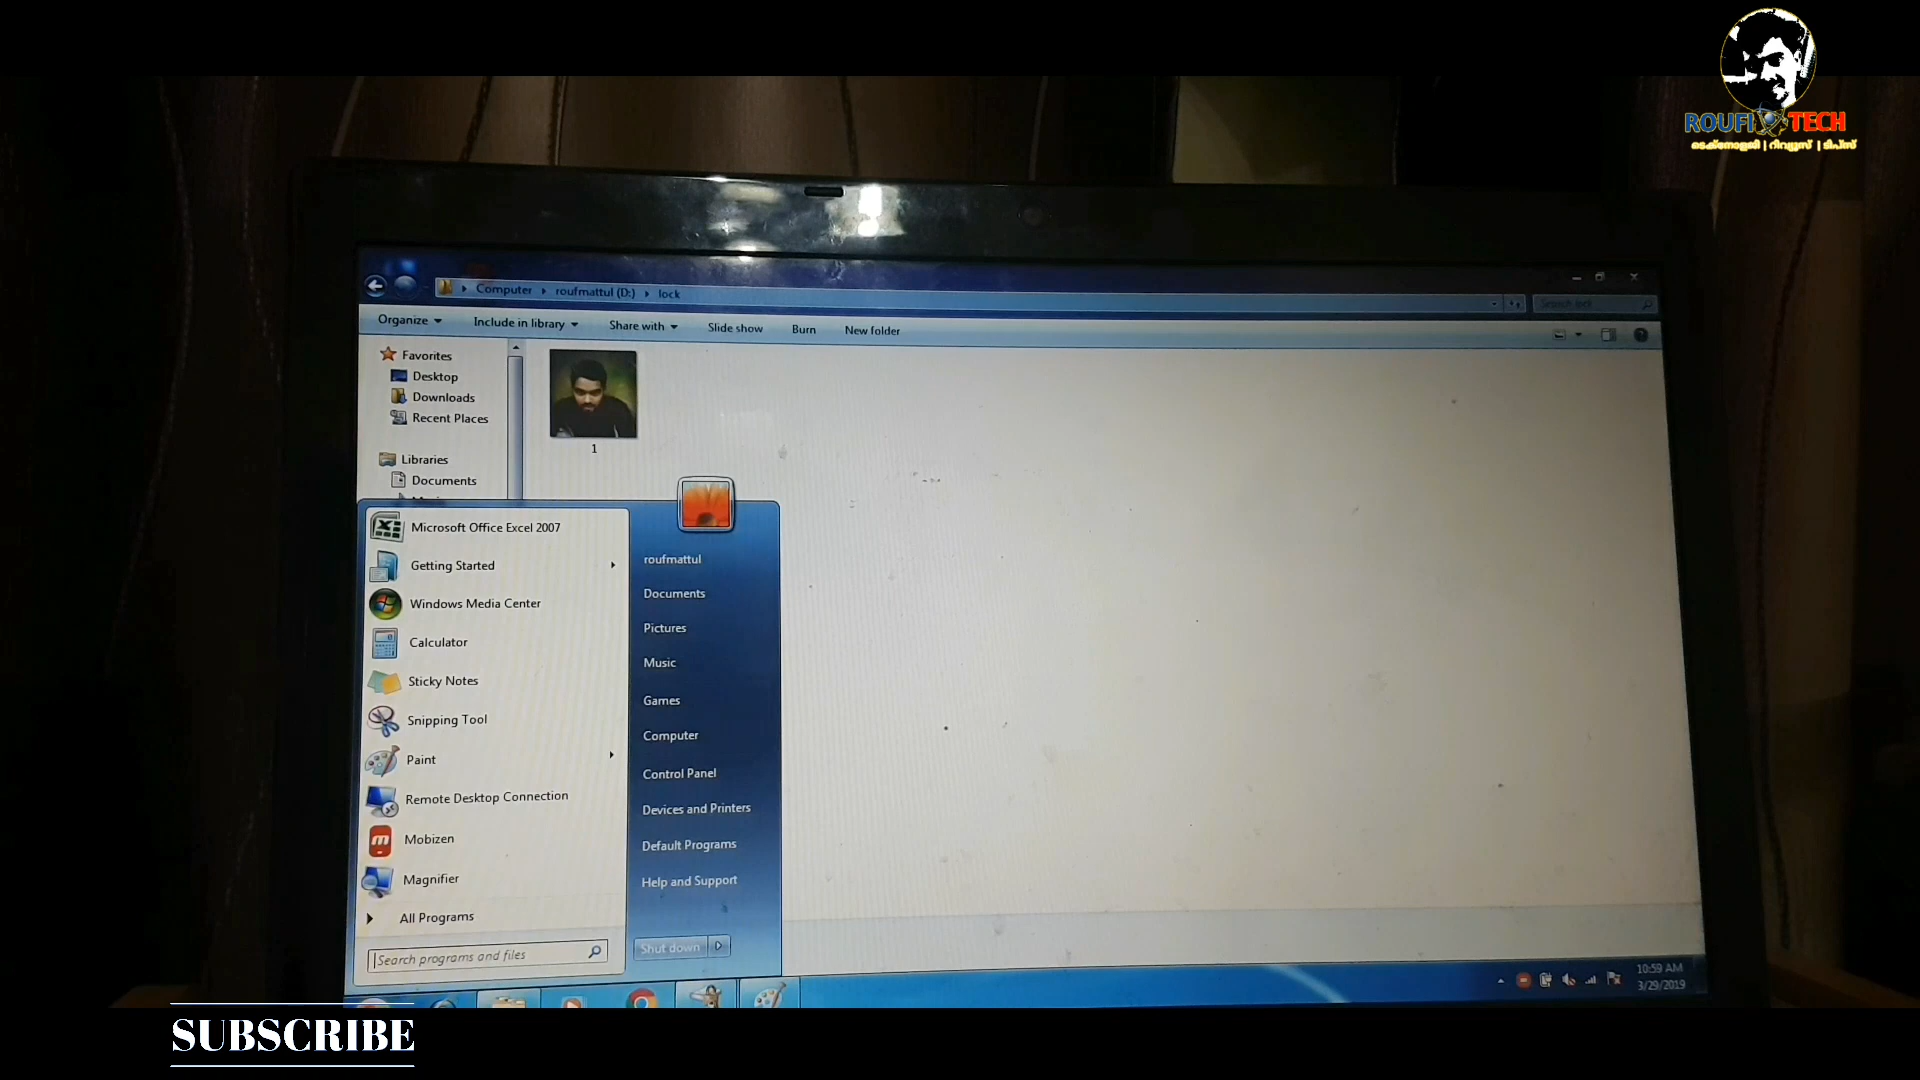 ROUFI TECH
ടെക്നോളജി | റിവ്യൂസ് | ടിപ്സ്
Computer
roufmattul (D:)
lock
Search lock
Organize
Include in library
Share with
Slide show
Burn
New folder
Favorites
Desktop
Downloads
Recent Places
Libraries
Documents
1
Microsoft Office Excel 2007
Getting Started
Windows Media Center
Calculator
Sticky Notes
Snipping Tool
Paint
Remote Desktop Connection
Mobizen
Magnifier
All Programs
Search programs and files
roufmattul
Documents
Pictures
Music
Games
Computer
Control Panel
Devices and Printers
Default Programs
Help and Support
Shut down
10:59 AM
3/29/2019
SUBSCRIBE